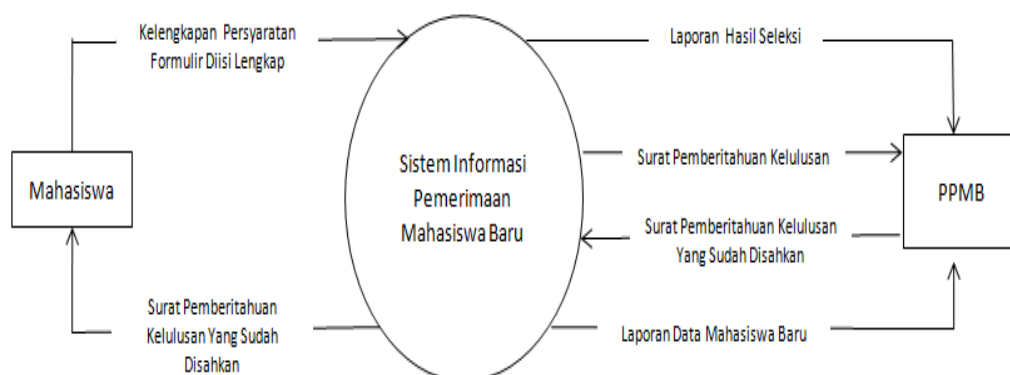 Kelengkapan Persyaratan
Formulir Diisi Lengkap
Laporan Hasil Seleksi
Mahasiswa
Sistem Informasi
Pemerimaan
Mahasiswa Baru
Surat Pemberitahuan Kelulusan
PPMB
Surat Pemberitahuan Kelulusan
Yang Sudah Disahkan
Surat Pemberitahuan
Kelulusan Yang Sudah
Disahkan
Laporan Data Mahasiswa Baru